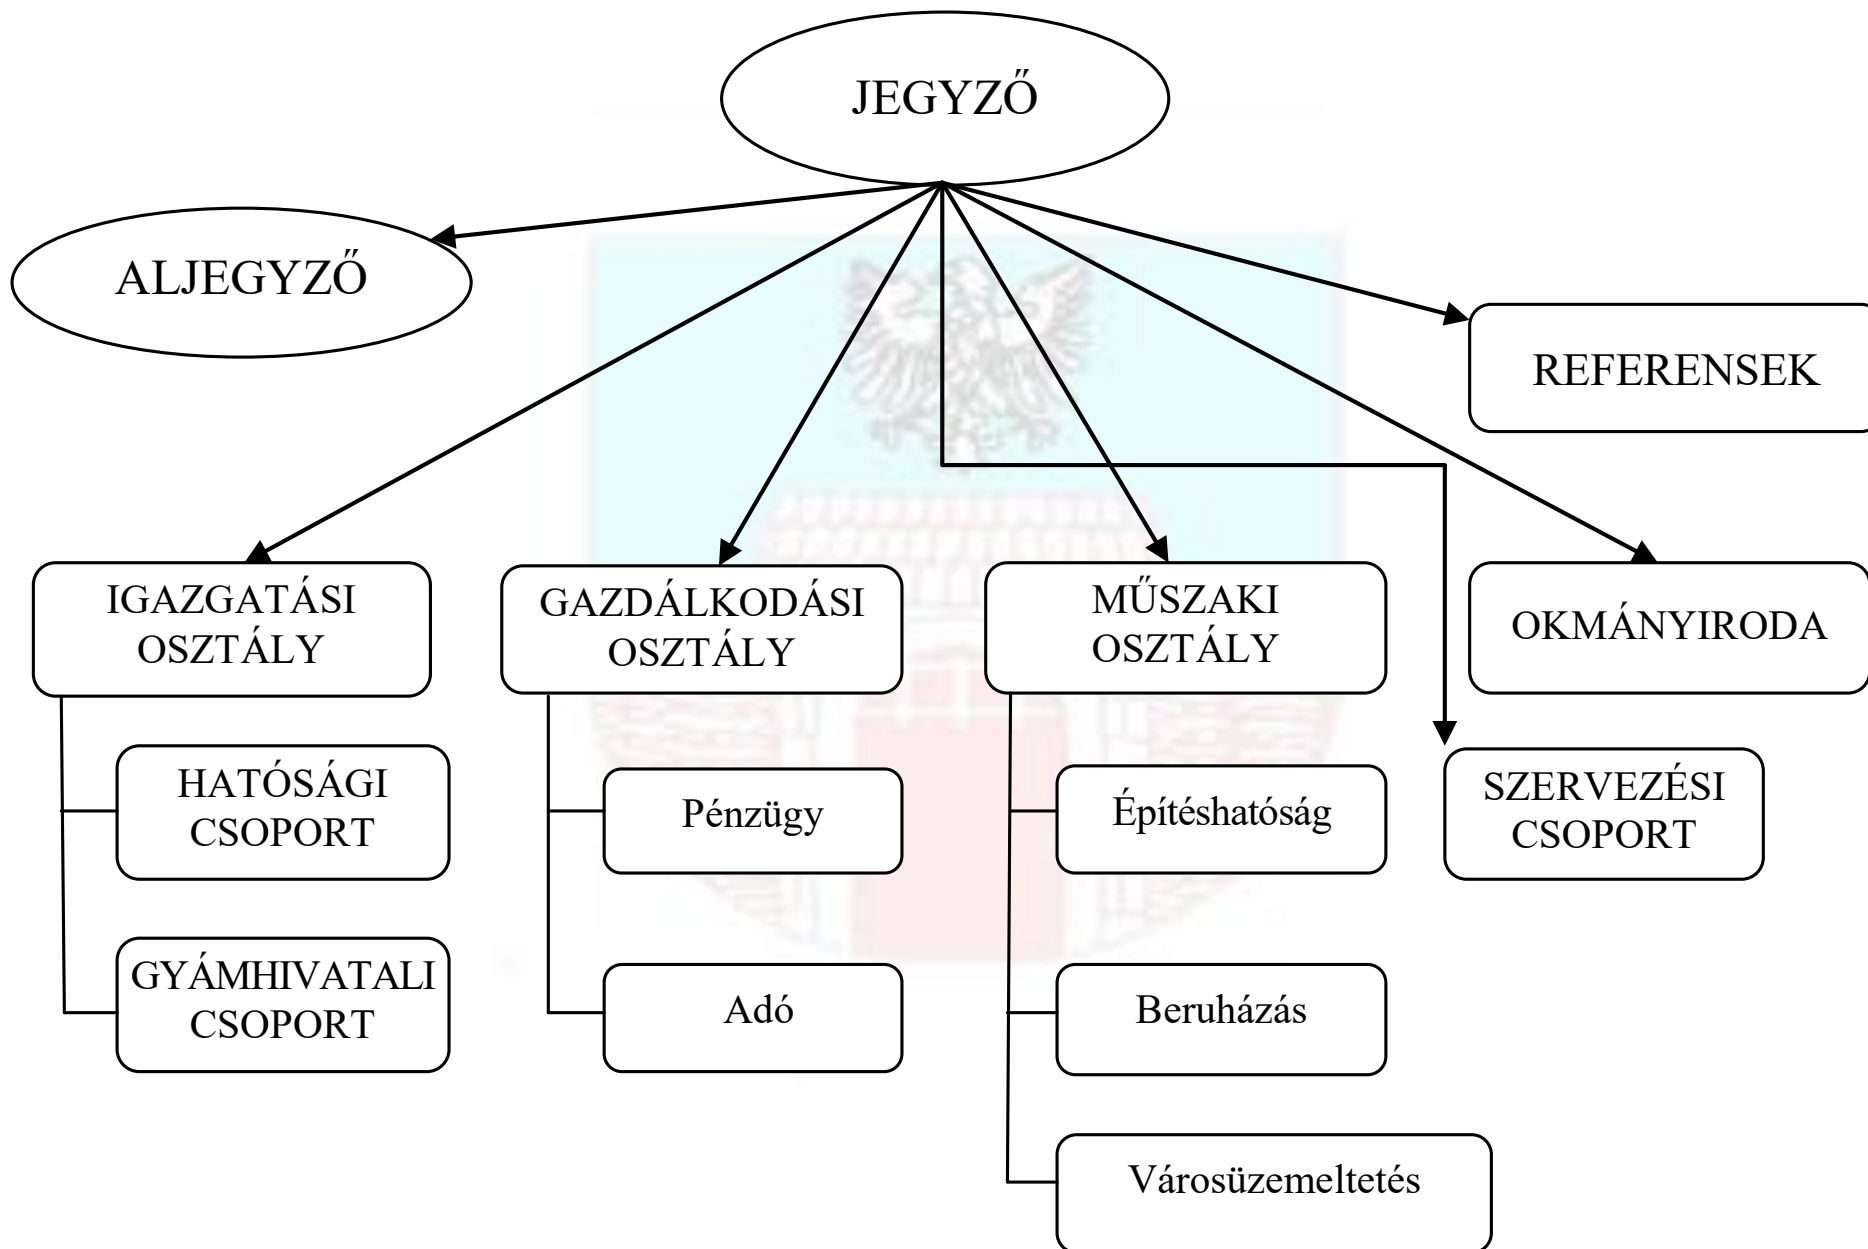 JEGYZŐ
ALJEGYZŐ
REFERENSEK
IGAZGATÁSI
OSZTÁLY
GAZDÁLKODÁSI
OSZTÁLY
MŰSZAKI
OSZTÁLY
OKMÁNYIRODA
HATÓSÁGI
CSOPORT
Pénzügy
Építéshatóság
SZERVEZÉSI
CSOPORT
GYÁMHIVATALI
CSOPORT
Adó
Beruházás
Városüzemeltetés